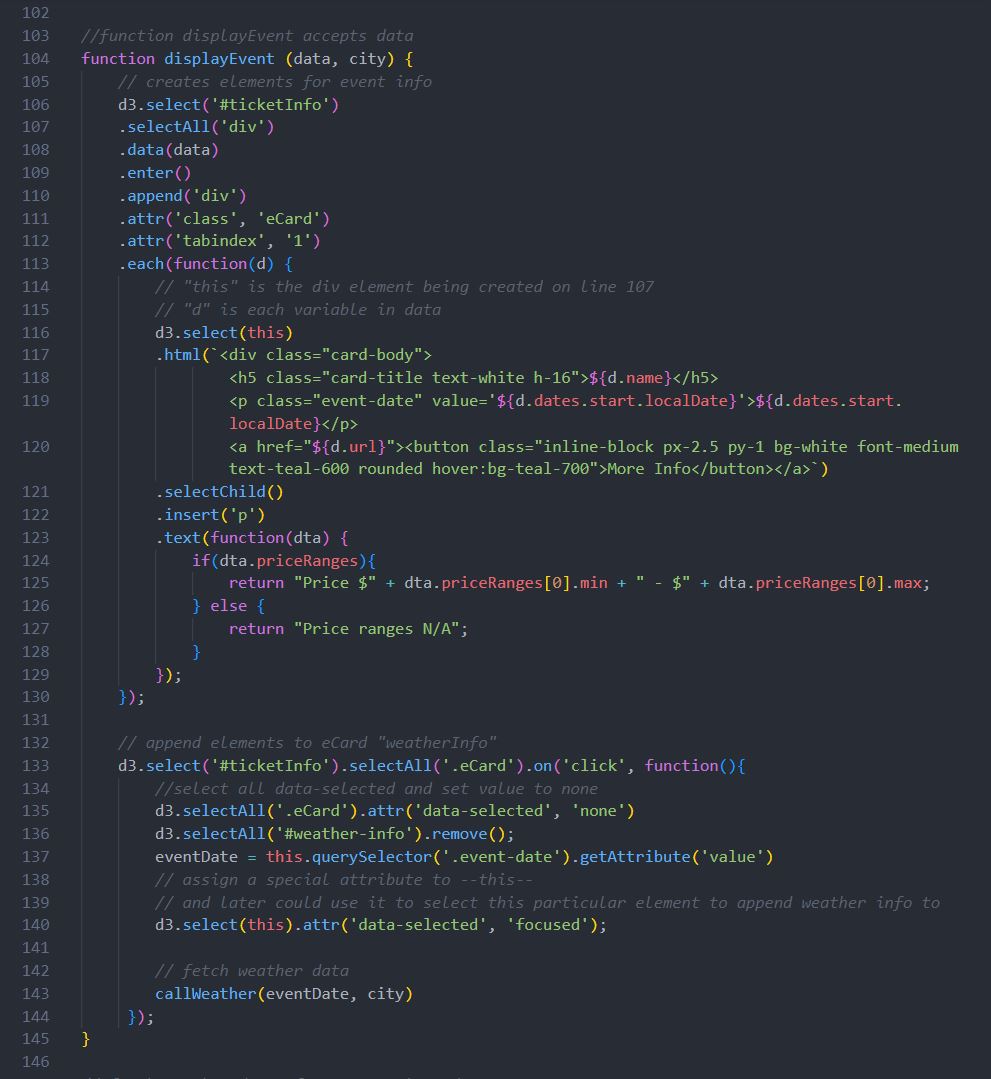 102
103 //function displayEvent accepts data
104 function displayEvent (data, city) {
105 // creates elements for event info
106 d3.select('#ticketInfo')
107 .selectAll('div')
108 .data(data)
109 .enter()
110 .append('div')
111 .attr('class', 'eCard')
112 .attr('tabindex', '1')
113 .each(function(d) {
114 // "this" is the div element being created on line 107
115 // "d" is each variable in data
116 d3.select(this)
117 .html(`<div class="card-body">
118 <h5 class="card-title text-white h-16">${d.name}</h5>
119 <p class="event-date" value='${d.dates.start.localDate}'>${d.dates.start.
localDate}</p>
120 <a href="${d.url}"><button class="inline-block px-2.5 py-1 bg-white font-medium
text-teal-600 rounded hover:bg-teal-700">More Info</button></a>`)
121 .selectChild()
122 .insert('p')
123 .text(function(dta) {
124 if(dta.priceRanges){
125 return "Price $" + dta.priceRanges[0].min + " - $" + dta.priceRanges[0].max;
126 } else {
127 return "Price ranges N/A";
128 }
129 });
130 });
131
132 // append elements to eCard "weatherInfo"
133 d3.select('#ticketInfo').selectAll('.eCard').on('click', function(){
134 //select all data-selected and set value to none
135 d3.selectAll('.eCard').attr('data-selected', 'none')
136 d3.selectAll('#weather-info').remove();
137 eventDate = this.querySelector('.event-date').getAttribute('value')
138 // assign a special attribute to --this--
139 // and later could use it to select this particular element to append weather info to
140 d3.select(this).attr('data-selected', 'focused');
141
142 // fetch weather data
143 callWeather(eventDate, city)
144 });
145 }
146